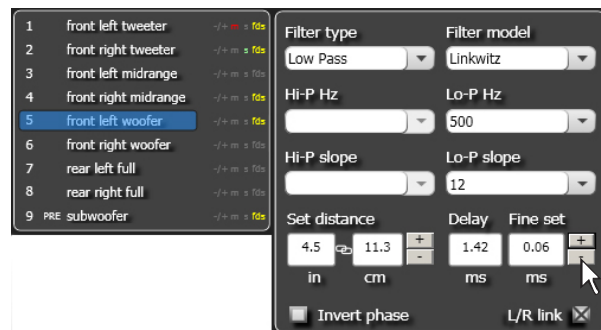 1 front left tweeter -/+ m s fds
2 front right tweeter -/+ m s fds
3 front left midrange -/+ m s fds
4 front right midrange -/+ m s fds
5 front left woofer -/+ m s fds
6 front right woofer -/+ m s fds
7 rear left full -/+ m s fds
8 rear right full -/+ m s fds
9 PRE subwoofer -/+ m s fds
Filter type Filter model
Low Pass Linkwitz
Hi-P Hz Lo-P Hz
500
Hi-P slope Lo-P slope
12
Set distance Delay Fine set
4.5 11.3 + - 1.42 0.06 + -
in cm ms ms
Invert phase L/R link